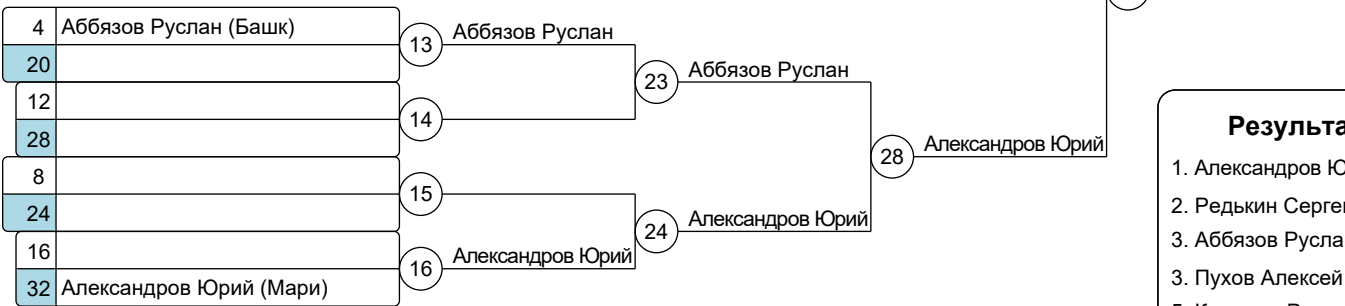 4 Аббязов Руслан (Башк)
20
12
28
8
24
16
32 Александров Юрий (Мари)
13 Аббязов Руслан
14
15
16 Александров Юрий
23 Аббязов Руслан
24 Александров Юрий
28 Александров Юрий
Результа
1. Александров Ю
2. Редькин Серге
3. Аббязов Русла
3. Пухов Алексей